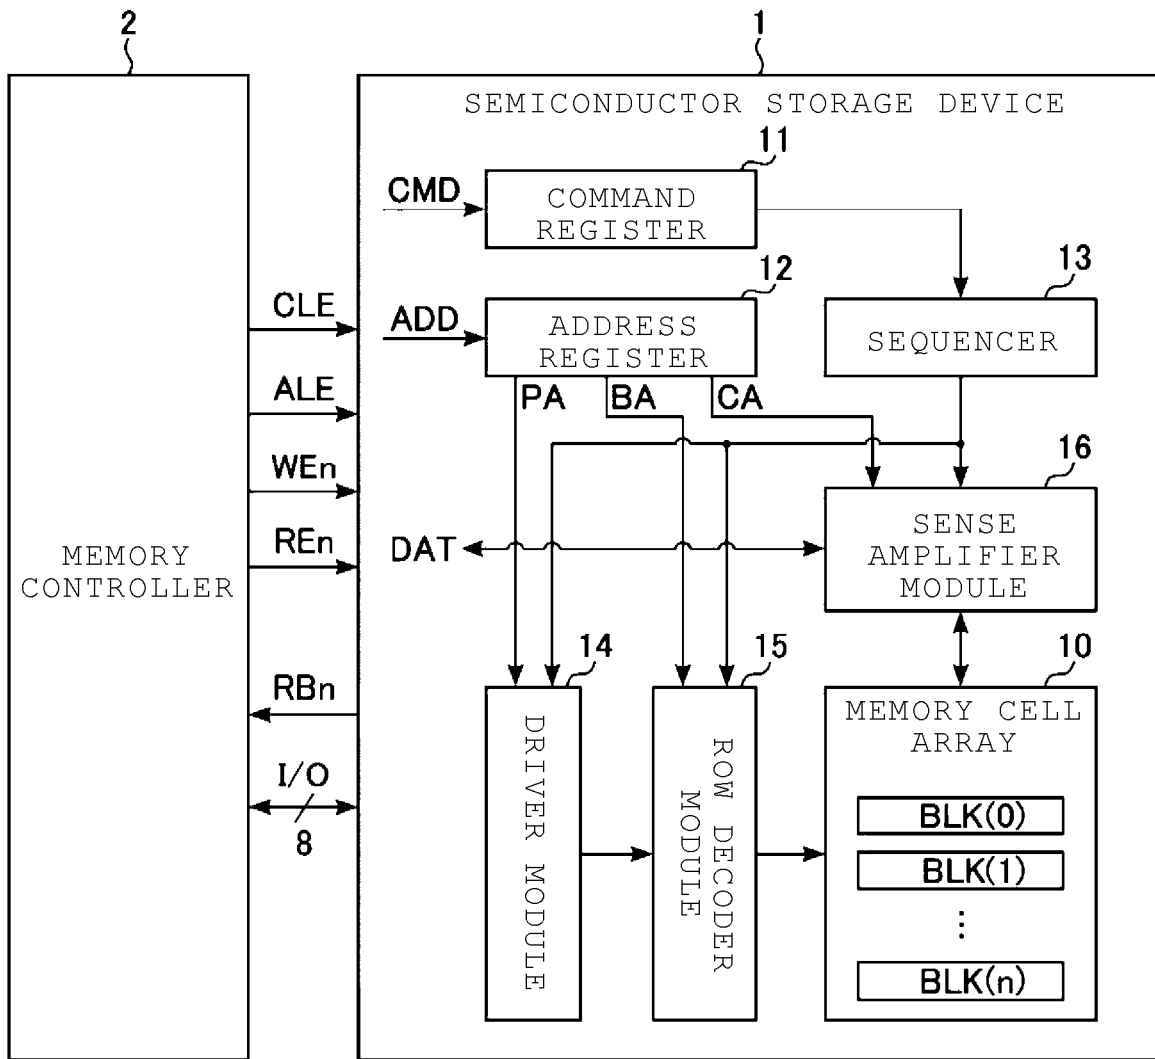 2
1
SEMICONDUCTOR STORAGE DEVICE
11
CMD
COMMAND
REGISTER
12
13
CLE
ADD
ADDRESS
REGISTER
SEQUENCER
PA
BA
CA
ALE
WEn
16
SENSE
AMPLIFIER
MODULE
REn
DAT
MEMORY
CONTROLLER
14
15
10
RBn
DRIVER MODULE
ROW DECODER
MODULE
MEMORY CELL
ARRAY
I/O
8
BLK(0)
BLK(1)
⋮
BLK(n)